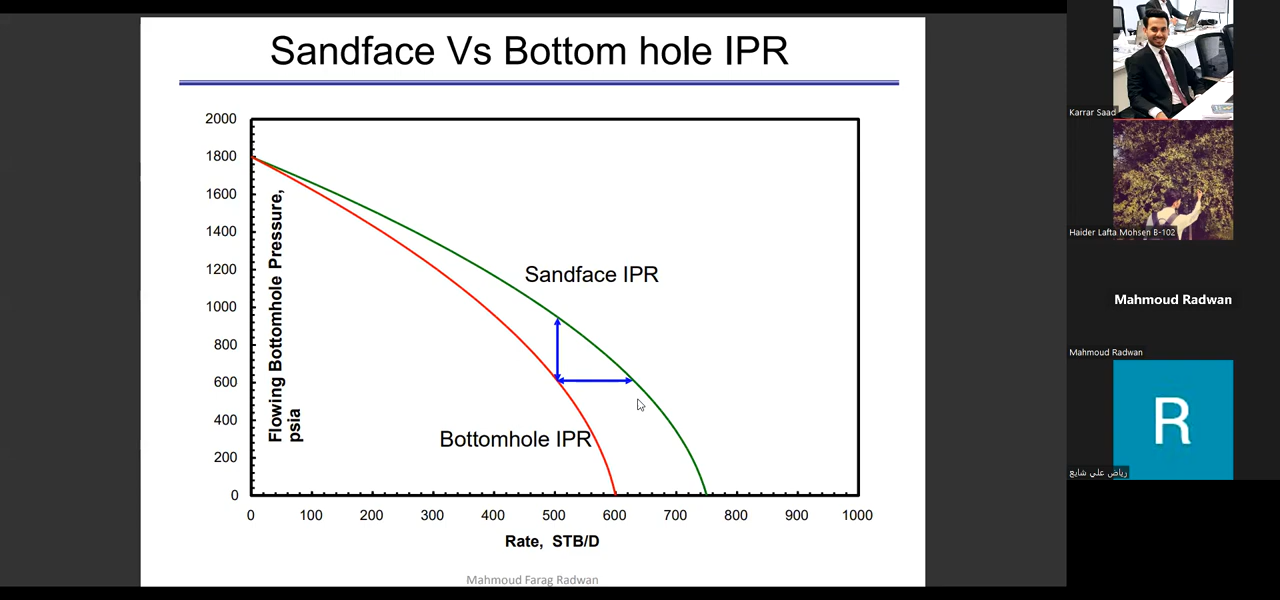 Sandface Vs Bottom hole IPR
2000
1800
1600
1400
1200
1000
800
600
400
200
0
Flowing Bottomhole Pressure,
psia
Sandface IPR
Bottomhole IPR
0 100 200 300 400 500 600 700 800 900 1000
Rate, STB/D
Mahmoud Farag Radwan
Karrar Saad
Haider Lafta Mohsen B-102
Mahmoud Radwan
Mahmoud Radwan
R
رياض علي شايع